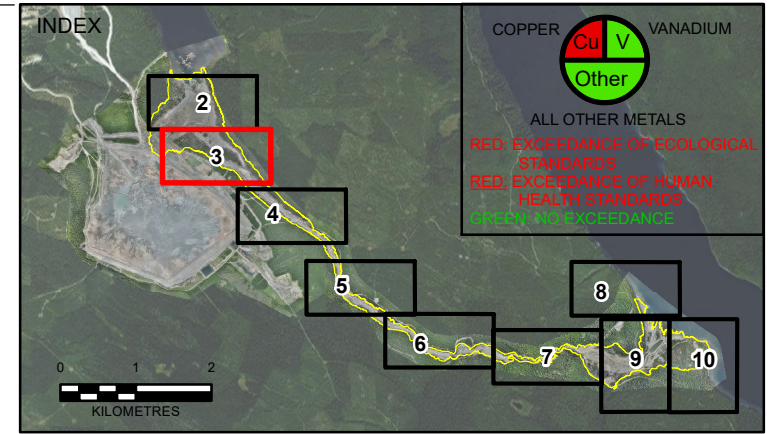 INDEX
COPPER
VANADIUM
Cu
V
Other
ALL OTHER METALS
RED: EXCEEDANCE OF ECOLOGICAL
STANDARDS
RED: EXCEEDANCE OF HUMAN
HEALTH STANDARDS
GREEN: NO EXCEEDANCE
2
3
4
5
6
7
8
9
10
0 1 2
KILOMETRES